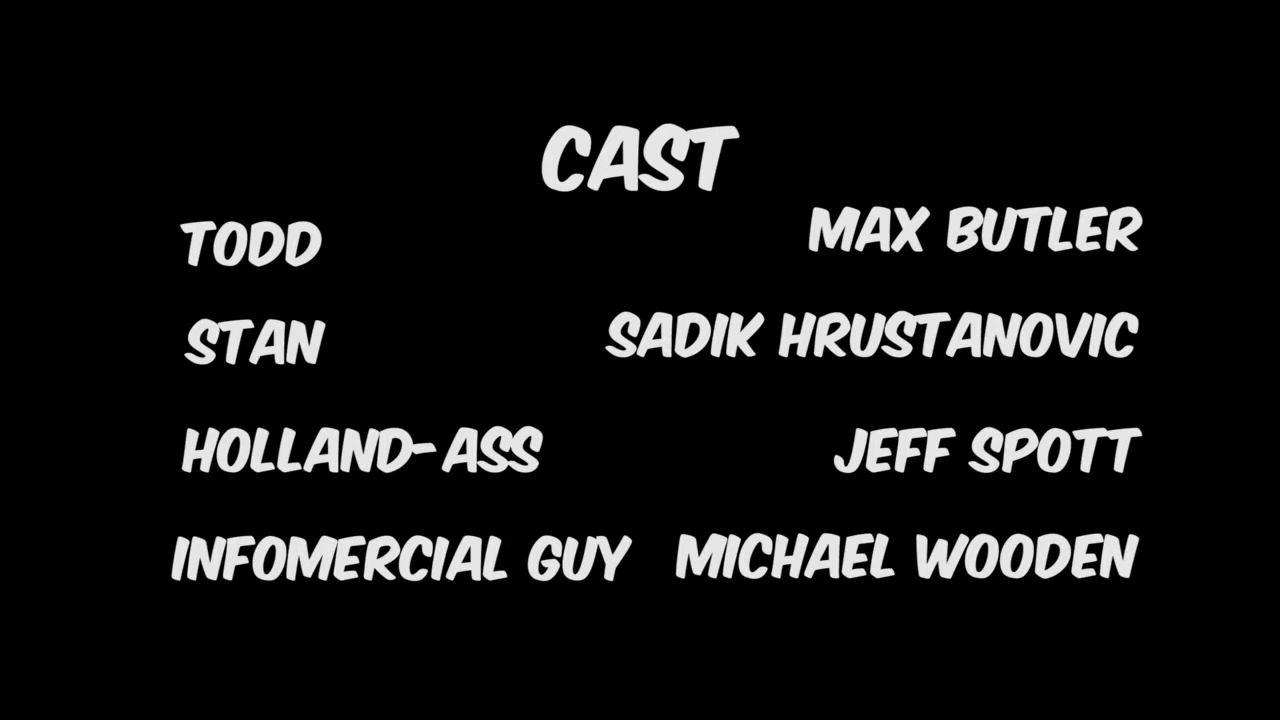 CAST
TODD MAX BUTLER
STAN SADIK HRUSTANOVIC
HOLLAND-ASS JEFF SPOTT
INFOMERCIAL GUY MICHAEL WOODEN